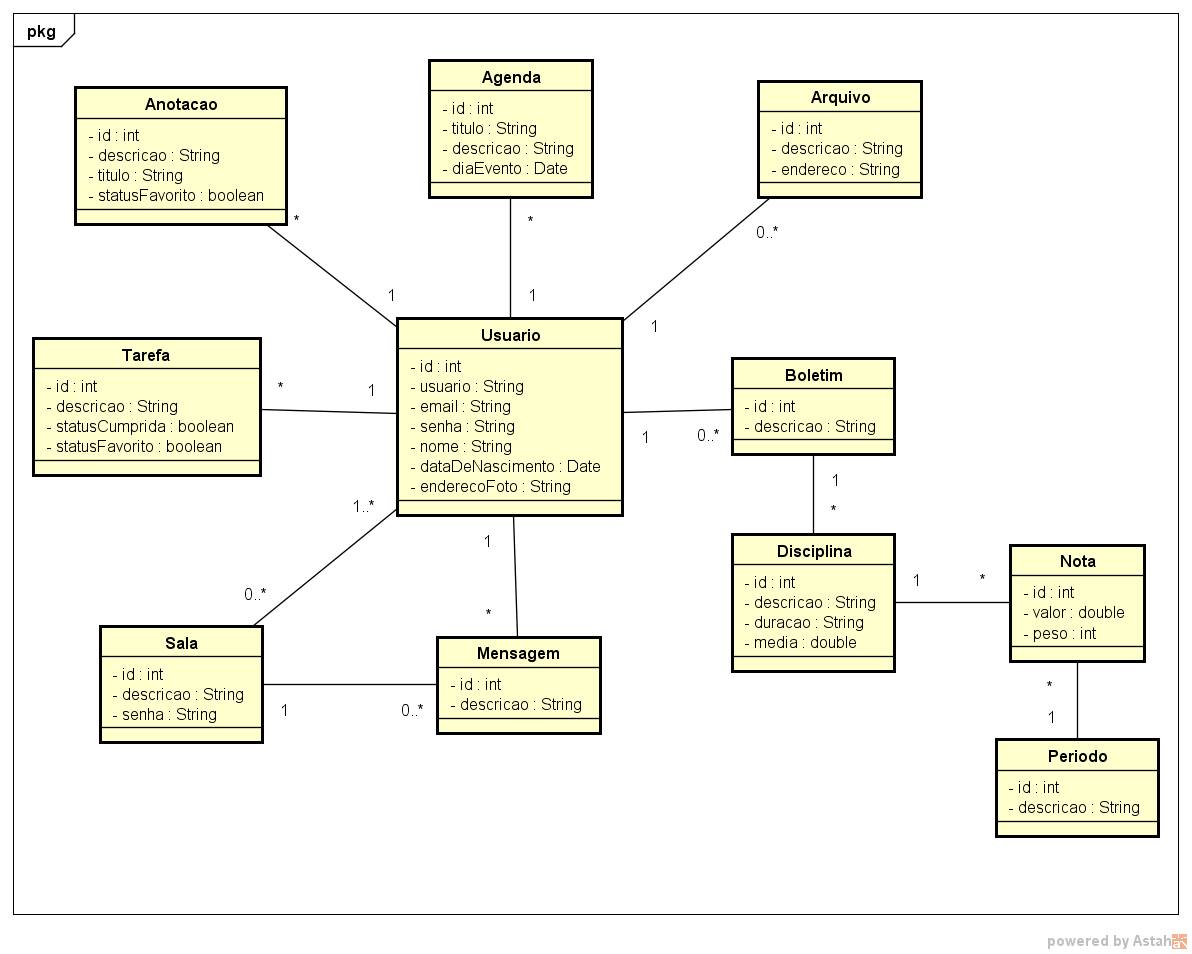 pkg
Anotacao
- id : int
- descricao : String
- titulo : String
- statusFavorito : boolean
*
1
Agenda
- id : int
- titulo : String
- descricao : String
- diaEvento : Date
*
1
Arquivo
- id : int
- descricao : String
- endereco : String
0..*
1
Tarefa
- id : int
- descricao : String
- statusCumprida : boolean
- statusFavorito : boolean
*
1
Usuario
- id : int
- usuario : String
- email : String
- senha : String
- nome : String
- dataDeNascimento : Date
- enderecoFoto : String
1
0..*
Boletim
- id : int
- descricao : String
1
*
1..*
0..*
1
*
Disciplina
- id : int
- descricao : String
- duracao : String
- media : double
1
*
Nota
- id : int
- valor : double
- peso : int
*
1
Sala
- id : int
- descricao : String
- senha : String
1
0..*
Mensagem
- id : int
- descricao : String
Periodo
- id : int
- descricao : String
powered by Astah